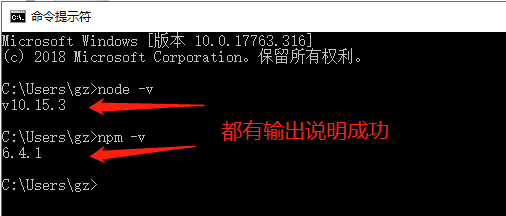 命令提示符
Microsoft Windows [版本 10.0.17763.316]
(c) 2018 Microsoft Corporation。保留所有权利。
C:\Users\gz>node -v
v10.15.3
C:\Users\gz>npm -v
6.4.1
都有输出说明成功
C:\Users\gz>